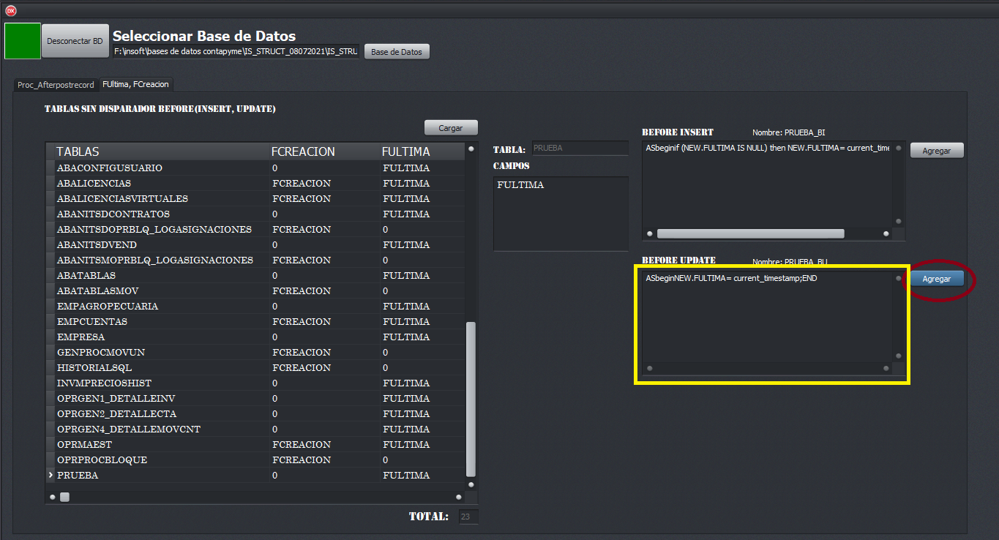 DX
Desconectar BD
Seleccionar Base de Datos
F:\insoft\bases de datos contapyme\IS_STRUCT_08072021\IS_STRU
Base de Datos
Proc_Afterpostrecord
FUltima, FCreacion
TABLAS SIN DISPARADOR BEFORE(INSERT, UPDATE)
Cargar
TABLAS FCREACION FULTIMA
ABACONFIGUSUARIO 0 FULTIMA
ABALICENCIAS FCREACION FULTIMA
ABALICENCIASVIRTUALES FCREACION FULTIMA
ABANITSDCONTRATOS 0 FULTIMA
ABANITSDOPRBLQ_LOGASIGNACIONES FCREACION 0
ABANITSDVEND 0 FULTIMA
ABANITSMOPRBLQ_LOGASIGNACIONES FCREACION 0
ABATABLAS 0 FULTIMA
ABATABLASMOV FCREACION 0
EMPAGROPECUARIA 0 FULTIMA
EMPCUENTAS FCREACION FULTIMA
EMPRESA 0 FULTIMA
GENPROCMOVUN FCREACION 0
HISTORIALSQL FCREACION 0
INVMPRECIOSHIST 0 FULTIMA
OPRGEN1_DETALLEINV 0 FULTIMA
OPRGEN2_DETALLECTA 0 FULTIMA
OPRGEN4_DETALLEMOVCNT 0 FULTIMA
OPRMAEST FCREACION FULTIMA
OPRPROCBLOQUE FCREACION 0
PRUEBA 0 FULTIMA
TOTAL: 23
TABLA: PRUEBA
CAMPOS
FULTIMA
BEFORE INSERT Nombre: PRUEBA_BI
ASbeginif (NEW.FULTIMA IS NULL) then NEW.FULTIMA= current_time
Agregar
BEFORE UPDATE Nombre: PRUEBA_BU
ASbeginNEW.FULTIMA= current_timestamp;END
Agregar